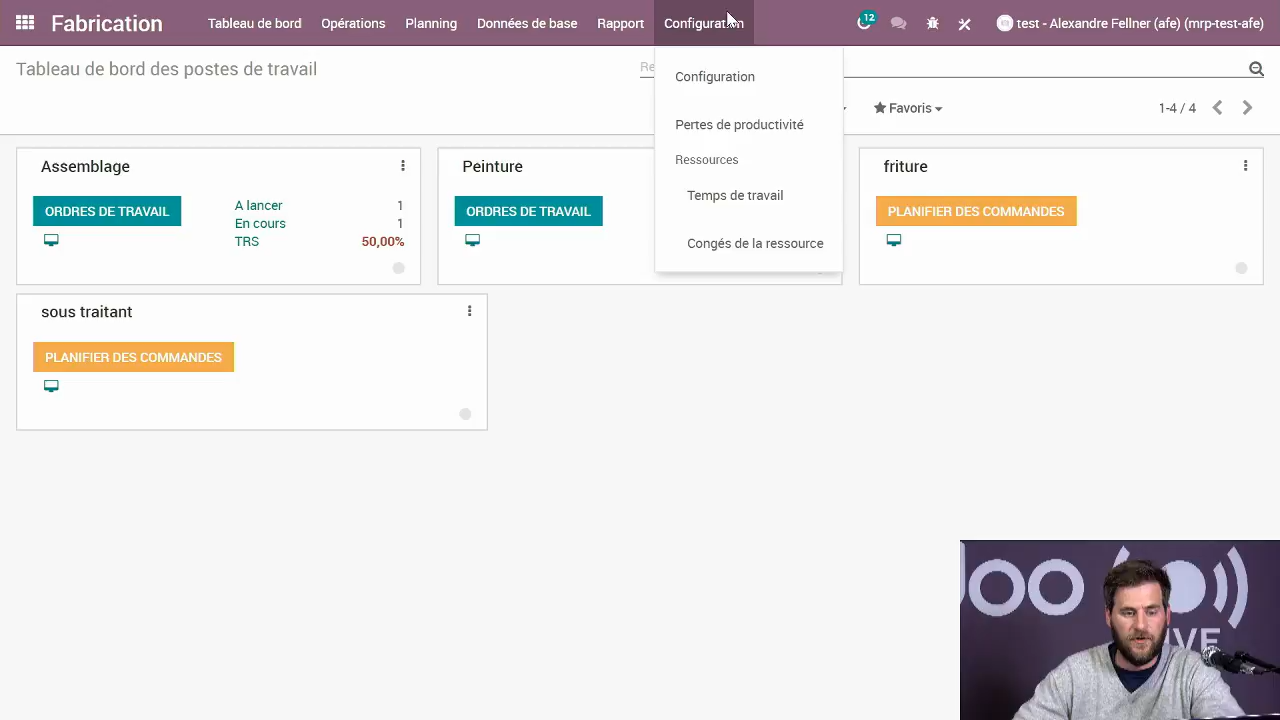 Fabrication
Tableau de bord
Opérations
Planning
Données de base
Rapport
Configuration
12
test - Alexandre Fellner (afe) (mrp-test-afe)
Tableau de bord des postes de travail
Re
Configuration
Pertes de productivité
Ressources
Temps de travail
Congés de la ressource
Favoris
1-4 / 4
Assemblage
ORDRES DE TRAVAIL
A lancer 1
En cours 1
TRS 50,00%
Peinture
ORDRES DE TRAVAIL
friture
PLANIFIER DES COMMANDES
sous traitant
PLANIFIER DES COMMANDES